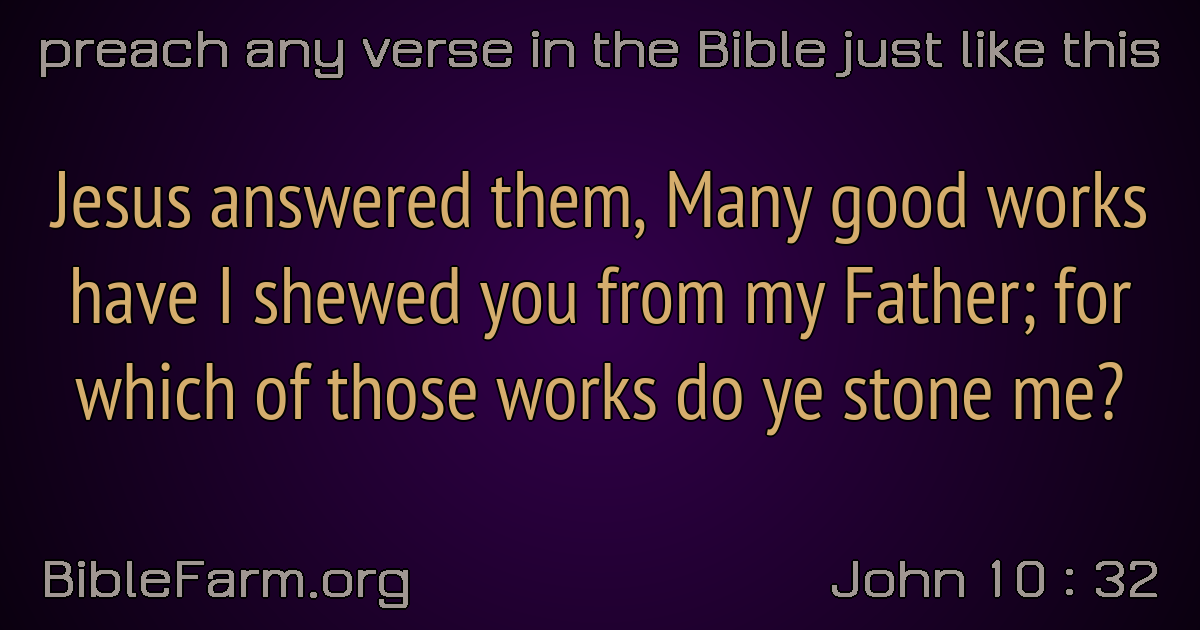 preach any verse in the Bible just like this
Jesus answered them, Many good works
have I shewed you from my Father; for
which of those works do ye stone me?
BibleFarm.org
John 10 : 32